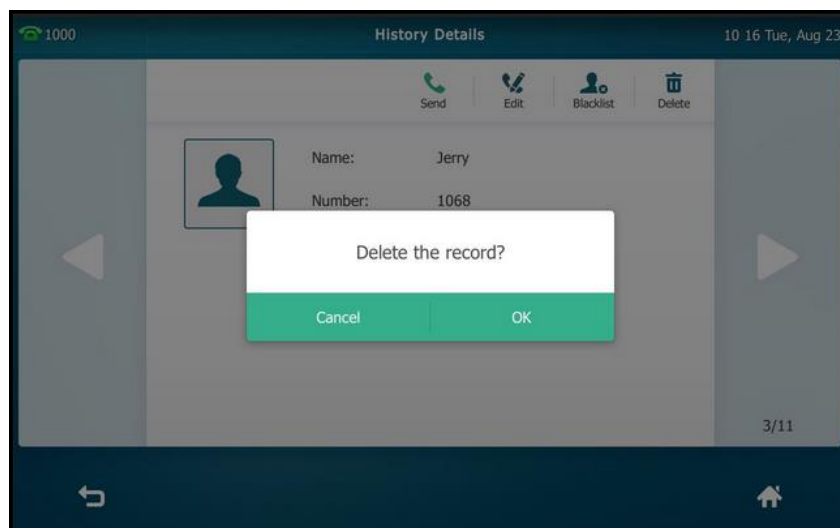 1000 History Details 10 16 Tue, Aug 23
Send Edit Blacklist Delete
Name: Jerry
Number: 1068
Delete the record?
Cancel OK
3/11